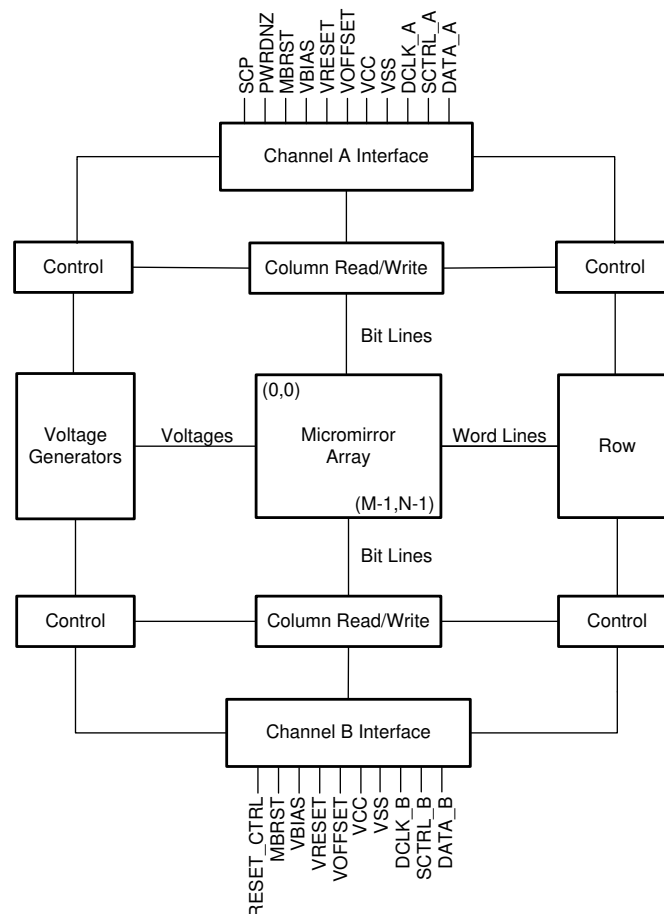 SCP
PWRDNZ
MBRST
VBIAS
VRESET
VOFFSET
VCC
VSS
DCLK_A
SCTRL_A
DATA_A
Channel A Interface
Control
Column Read/Write
Control
Bit Lines
(0,0)
Voltage
Generators
Voltages
Micromirror
Array
Word Lines
Row
(M-1,N-1)
Bit Lines
Control
Column Read/Write
Control
Channel B Interface
RESET_CTRL
MBRST
VBIAS
VRESET
VOFFSET
VCC
VSS
DCLK_B
SCTRL_B
DATA_B